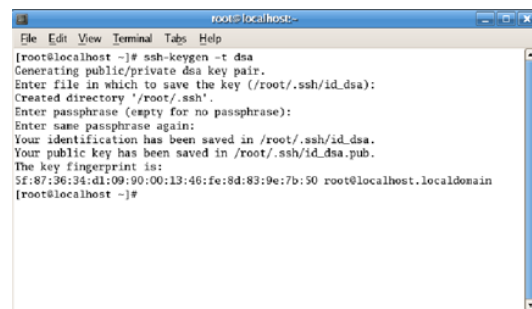 root@localhost:~
File Edit View Terminal Tabs Help
[root@localhost ~]# ssh-keygen -t dsa
Generating public/private dsa key pair.
Enter file in which to save the key (/root/.ssh/id_dsa):
Created directory '/root/.ssh'.
Enter passphrase (empty for no passphrase):
Enter same passphrase again:
Your identification has been saved in /root/.ssh/id_dsa.
Your public key has been saved in /root/.ssh/id_dsa.pub.
The key fingerprint is:
5f:87:36:34:d1:09:90:00:13:46:fe:8d:83:9e:7b:50 root@localhost.localdomain
[root@localhost ~]#